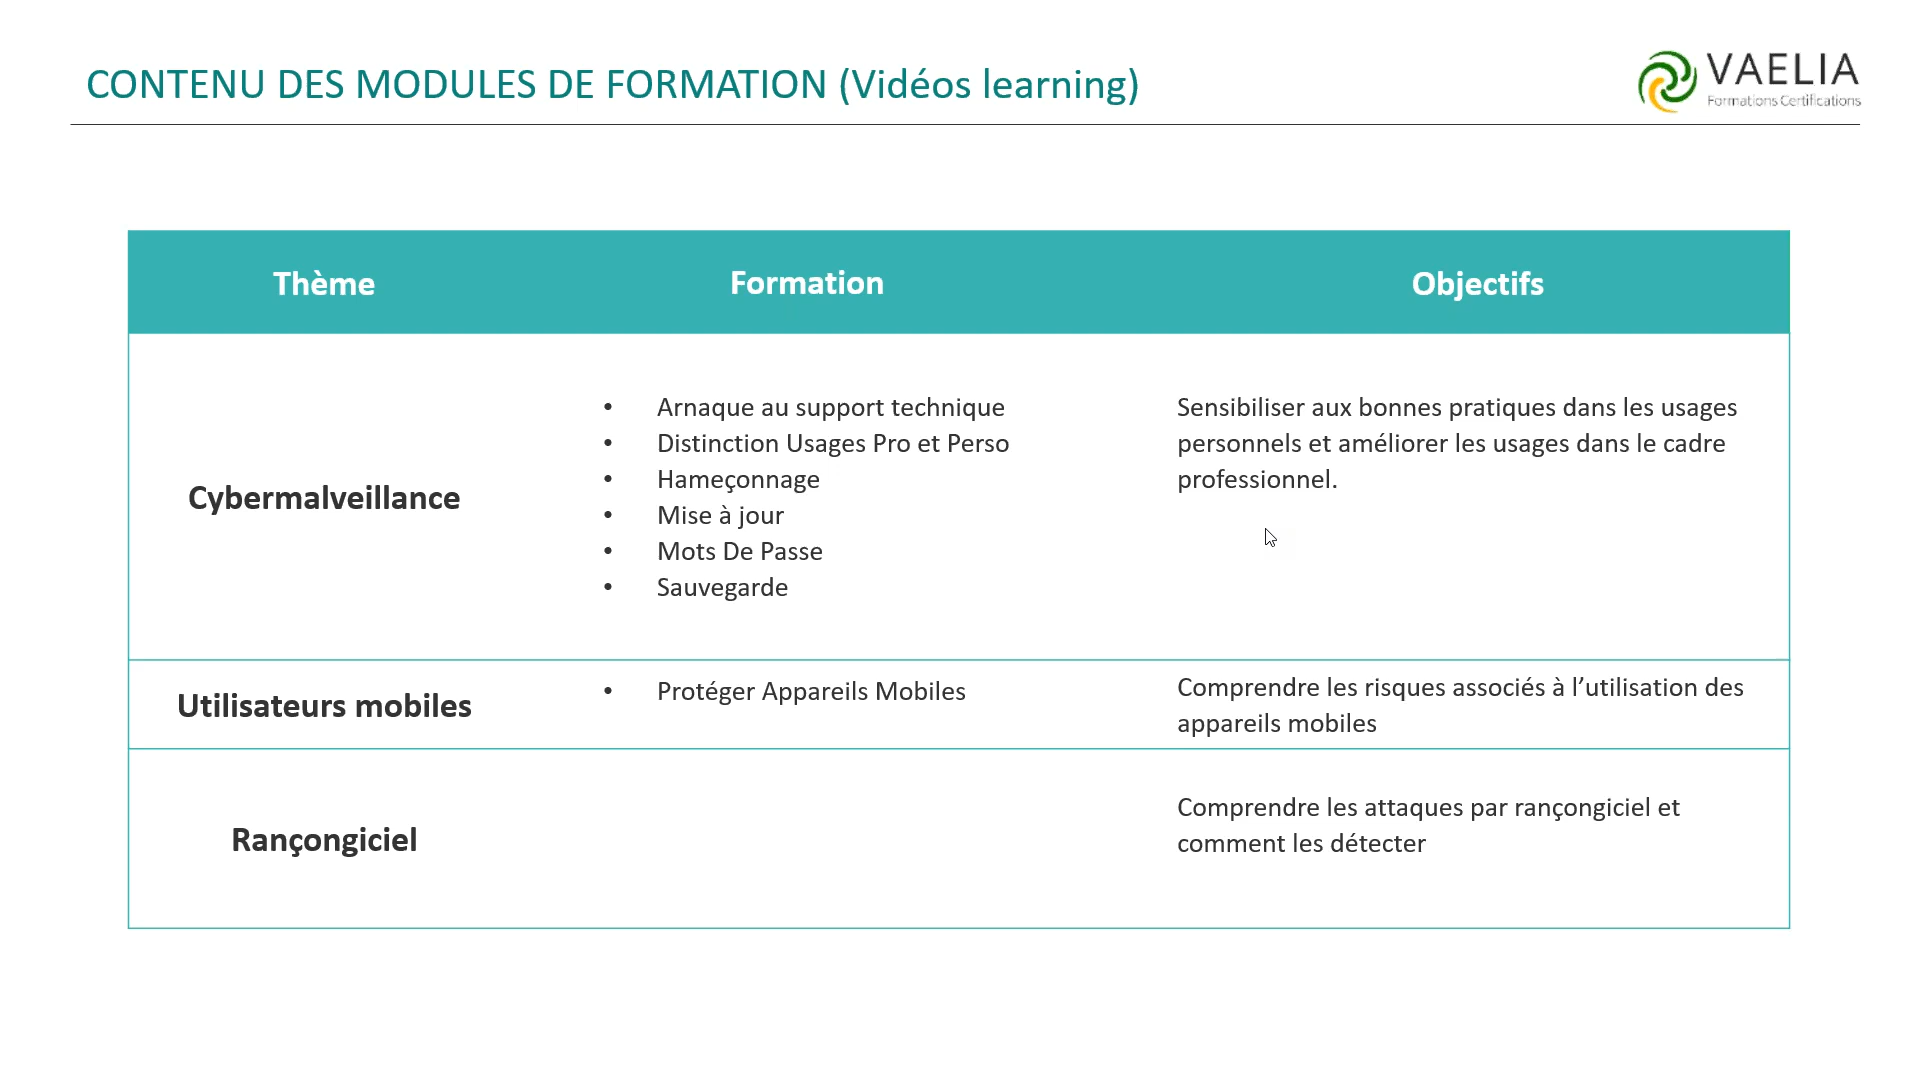 CONTENU DES MODULES DE FORMATION (Vidéos learning)
VAELIA
Formations Certifications
Thème
Formation
Objectifs
Cybermalveillance
• Arnaque au support technique
• Distinction Usages Pro et Perso
• Hameçonnage
• Mise à jour
• Mots De Passe
• Sauvegarde
Sensibiliser aux bonnes pratiques dans les usages
personnels et améliorer les usages dans le cadre
professionnel.
Utilisateurs mobiles
• Protéger Appareils Mobiles
Comprendre les risques associés à l’utilisation des
appareils mobiles
Rançongiciel
Comprendre les attaques par rançongiciel et
comment les détecter